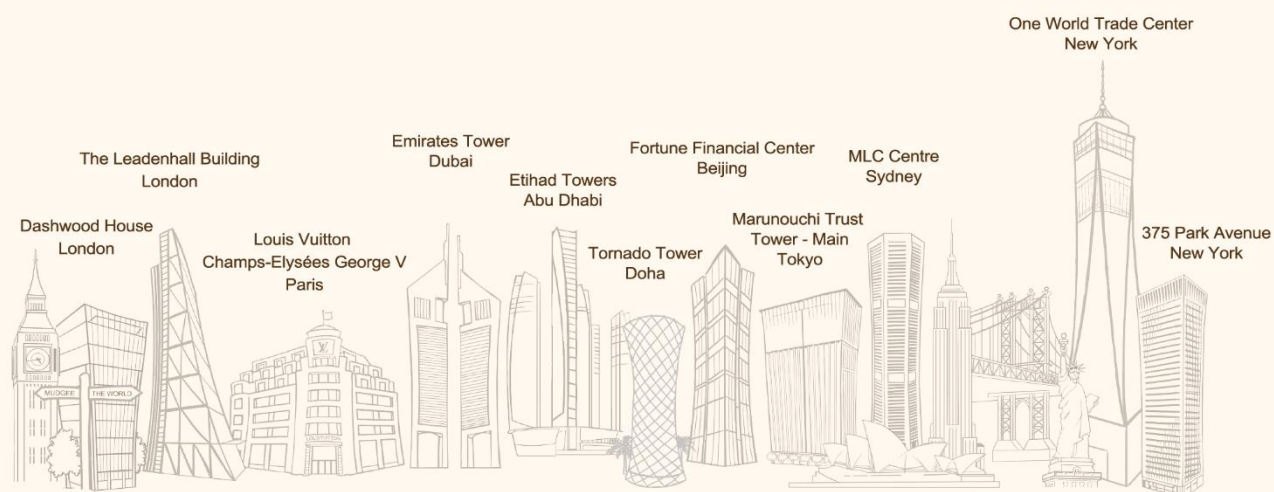 One World Trade Center
New York
Emirates Tower
Dubai
Fortune Financial Center
Beijing
MLC Centre
Sydney
The Leadenhall Building
London
Etihad Towers
Abu Dhabi
Dashwood House
London
Louis Vuitton
Champs-Elysées George V
Paris
Tornado Tower
Doha
Marunouchi Trust
Tower - Main
Tokyo
375 Park Avenue
New York
LV
MUDGEE
THE WORLD